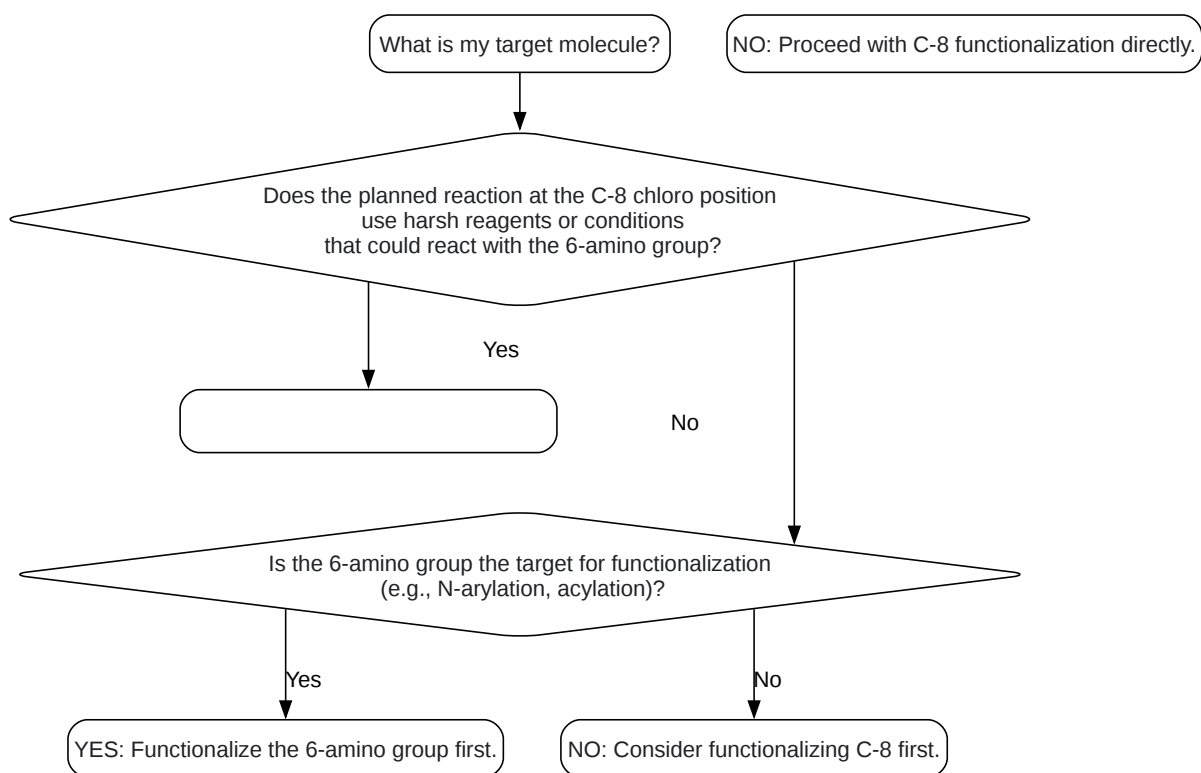 What is my target molecule?
NO: Proceed with C-8 functionalization directly.
Does the planned reaction at the C-8 chloro position
use harsh reagents or conditions
that could react with the 6-amino group?
Yes
No
Is the 6-amino group the target for functionalization
(e.g., N-arylation, acylation)?
Yes
No
YES: Functionalize the 6-amino group first.
NO: Consider functionalizing C-8 first.